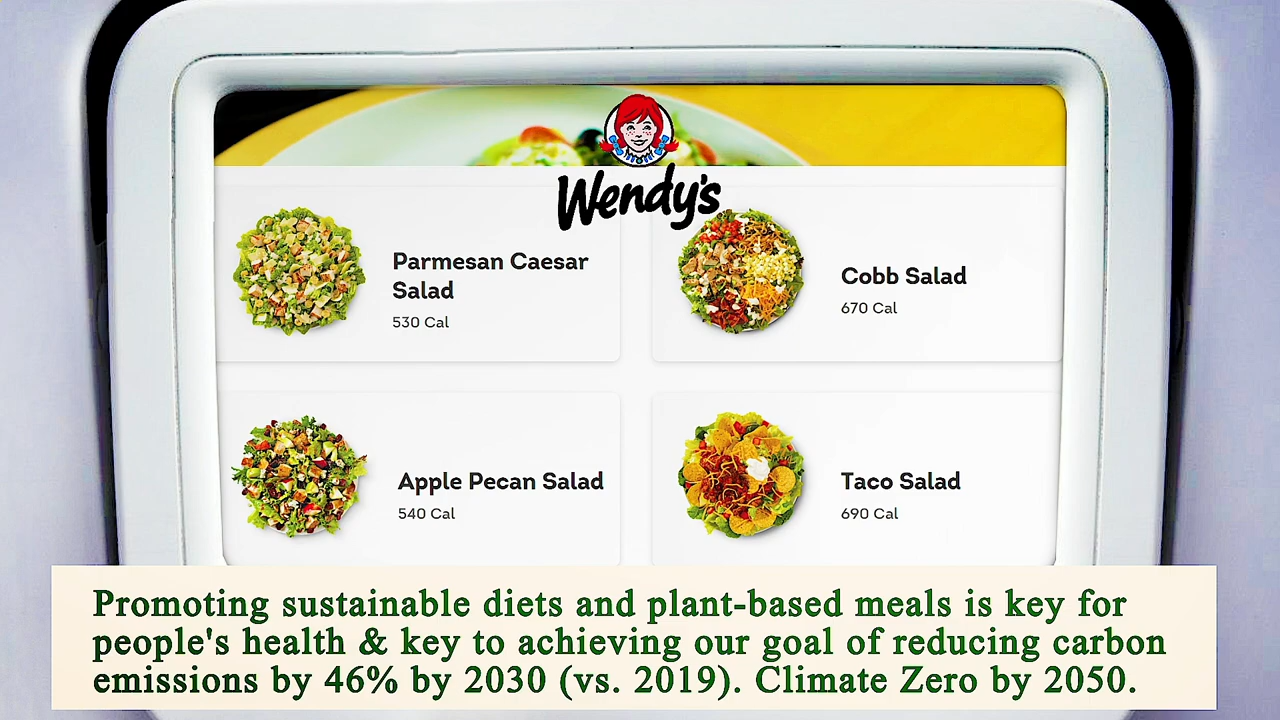 Wendy's
Parmesan Caesar
Salad
530 Cal
Cobb Salad
670 Cal
Apple Pecan Salad
540 Cal
Taco Salad
690 Cal
Promoting sustainable diets and plant-based meals is key for
people's health & key to achieving our goal of reducing carbon
emissions by 46% by 2030 (vs. 2019). Climate Zero by 2050.